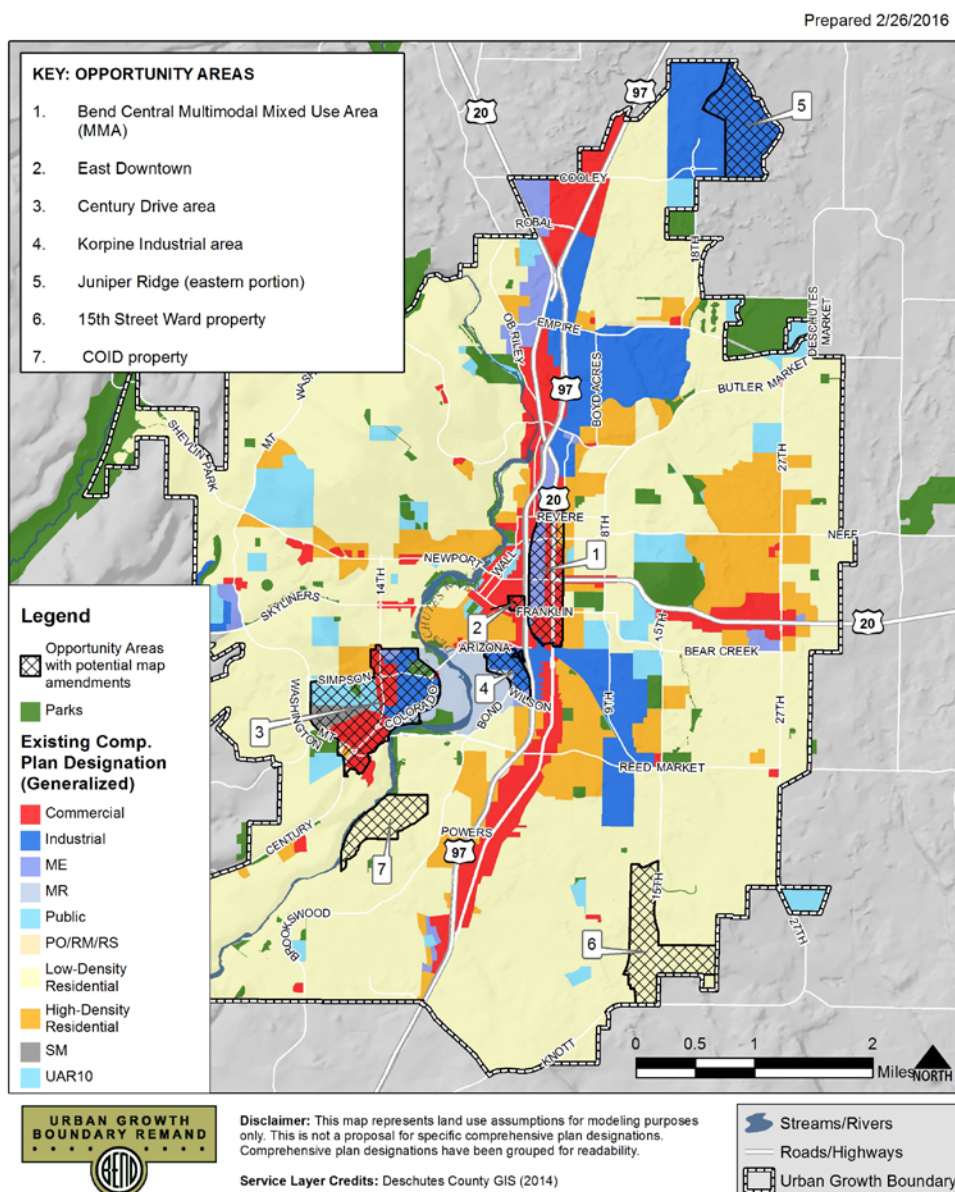 Prepared 2/26/2016
KEY: OPPORTUNITY AREAS
1. Bend Central Multimodal Mixed Use Area
(MMA)
2. East Downtown
3. Century Drive area
4. Korpine Industrial area
5. Juniper Ridge (eastern portion)
6. 15th Street Ward property
7. COID property
97
20
5
COOLEY
ROBAL
18TH
OB RILEY
EMPIRE
DESCHUTES
MARKET
BUTLER MARKET
97
BOYD ACRES
SHEVLIN PARK
MT
27TH
20
REVERE
8TH
NEFF
1
NEWPORT
WALL
14TH
SKYLINERS
FRANKLIN
2
15TH
20
ARIZONA
BEAR CREEK
SIMPSON
4
WASHINGTON
COLORADO
WILSON
BOND
9TH
27TH
3
MT
REED MARKET
CENTURY
POWERS
97
7
15TH
BROOKSWOOD
6
27TH
KNOTT
Legend
Opportunity Areas
with potential map
amendments
Parks
Existing Comp.
Plan Designation
(Generalized)
Commercial
Industrial
ME
MR
Public
PO/RM/RS
Low-Density
Residential
High-Density
Residential
SM
UAR10
0 0.5 1 2
Miles
NORTH
URBAN GROWTH
BOUNDARY REMAND
BEND
Disclaimer: This map represents land use assumptions for modeling purposes
only. This is not a proposal for specific comprehensive plan designations.
Comprehensive plan designations have been grouped for readability.
Service Layer Credits: Deschutes County GIS (2014)
Streams/Rivers
Roads/Highways
Urban Growth Boundary